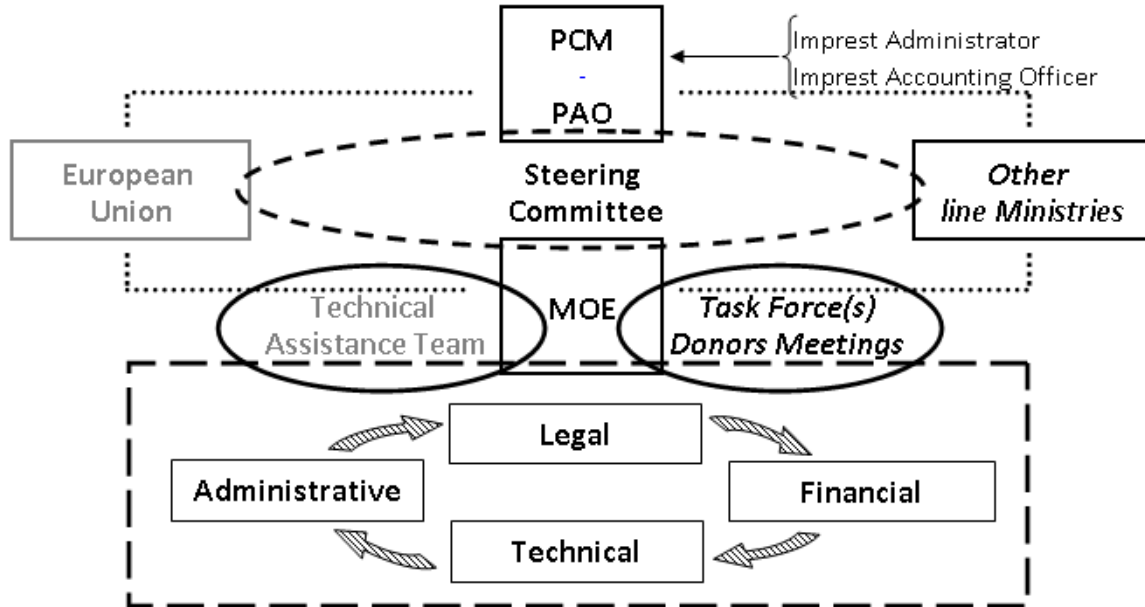 PCM
-
PAO
Imprest Administrator
Imprest Accounting Officer
European
Union
Steering
Committee
Other
line Ministries
Technical
Assistance Team
MOE
Task Force(s)
Donors Meetings
Legal
Administrative
Financial
Technical